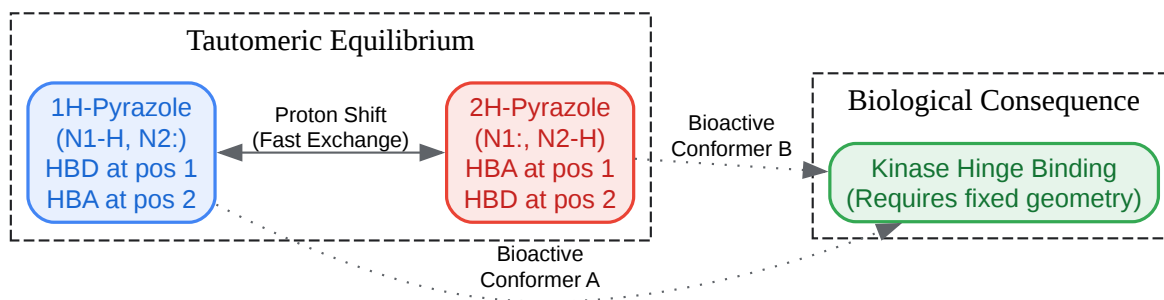 Tautomeric Equilibrium
1H-Pyrazole
(N1-H, N2:)
HBD at pos 1
HBA at pos 2
Proton Shift
(Fast Exchange)
2H-Pyrazole
(N1:, N2-H)
HBA at pos 1
HBD at pos 2
Bioactive
Conformer B
Biological Consequence
Kinase Hinge Binding
(Requires fixed geometry)
Bioactive
Conformer A